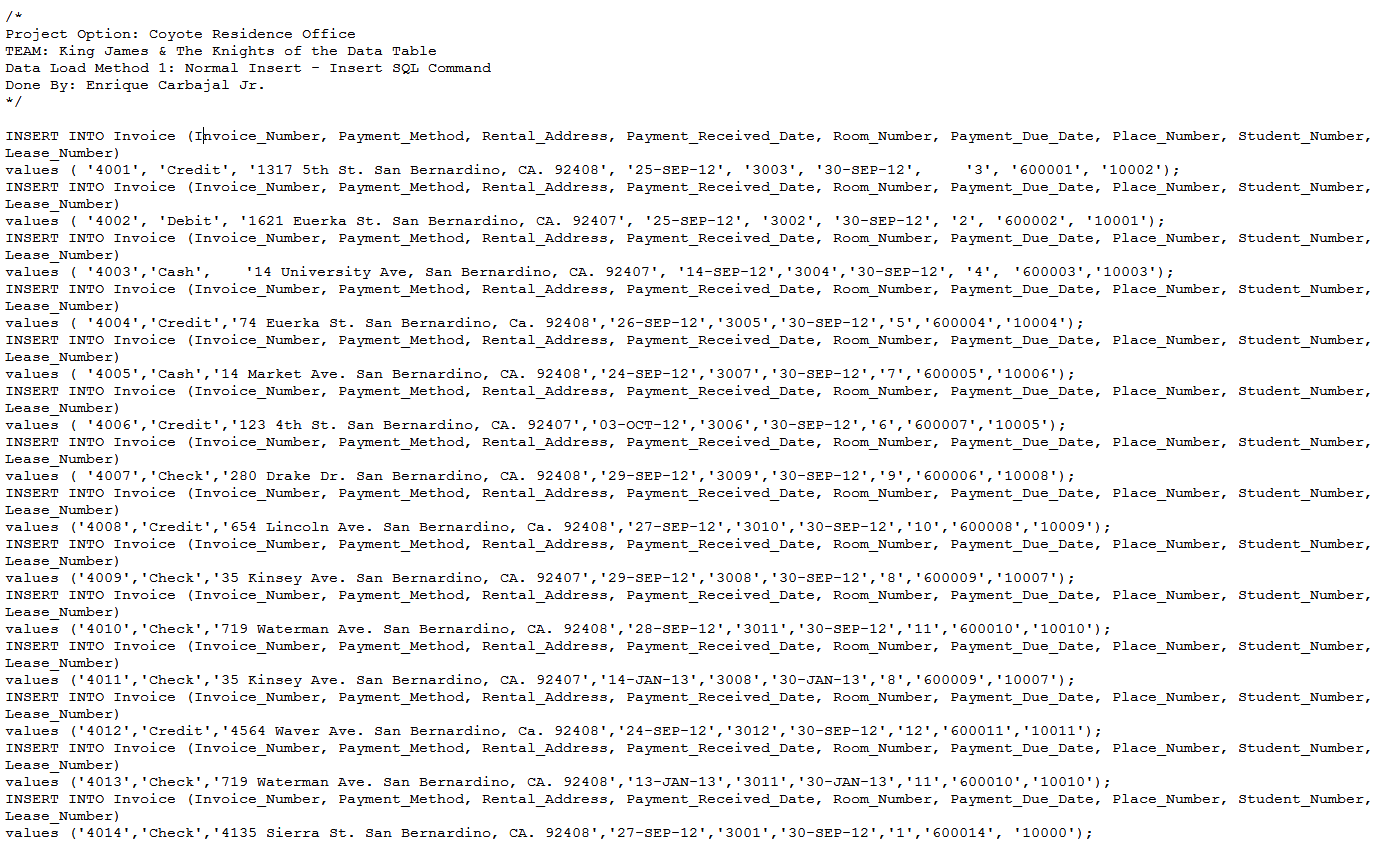 /*
Project Option: Coyote Residence Office
TEAM: King James & The Knights of the Data Table
Data Load Method 1: Normal Insert - Insert SQL Command
Done By: Enrique Carbajal Jr.
*/
INSERT INTO Invoice (Invoice_Number, Payment_Method, Rental_Address, Payment_Received_Date, Room_Number, Payment_Due_Date, Place_Number, Student_Number,
Lease_Number)
values ( '4001', 'Credit', '1317 5th St. San Bernardino, CA. 92408', '25-SEP-12', '3003', '30-SEP-12',     '3', '600001', '10002');
INSERT INTO Invoice (Invoice_Number, Payment_Method, Rental_Address, Payment_Received_Date, Room_Number, Payment_Due_Date, Place_Number, Student_Number,
Lease_Number)
values ( '4002', 'Debit', '1621 Euerka St. San Bernardino, CA. 92407', '25-SEP-12', '3002', '30-SEP-12', '2', '600002', '10001');
INSERT INTO Invoice (Invoice_Number, Payment_Method, Rental_Address, Payment_Received_Date, Room_Number, Payment_Due_Date, Place_Number, Student_Number,
Lease_Number)
values ( '4003','Cash',    '14 University Ave, San Bernardino, CA. 92407', '14-SEP-12','3004','30-SEP-12', '4', '600003','10003');
INSERT INTO Invoice (Invoice_Number, Payment_Method, Rental_Address, Payment_Received_Date, Room_Number, Payment_Due_Date, Place_Number, Student_Number,
Lease_Number)
values ( '4004','Credit','74 Euerka St. San Bernardino, Ca. 92408','26-SEP-12','3005','30-SEP-12','5','600004','10004');
INSERT INTO Invoice (Invoice_Number, Payment_Method, Rental_Address, Payment_Received_Date, Room_Number, Payment_Due_Date, Place_Number, Student_Number,
Lease_Number)
values ( '4005','Cash','14 Market Ave. San Bernardino, CA. 92408','24-SEP-12','3007','30-SEP-12','7','600005','10006');
INSERT INTO Invoice (Invoice_Number, Payment_Method, Rental_Address, Payment_Received_Date, Room_Number, Payment_Due_Date, Place_Number, Student_Number,
Lease_Number)
values ( '4006','Credit','123 4th St. San Bernardino, CA. 92407','03-OCT-12','3006','30-SEP-12','6','600007','10005');
INSERT INTO Invoice (Invoice_Number, Payment_Method, Rental_Address, Payment_Received_Date, Room_Number, Payment_Due_Date, Place_Number, Student_Number,
Lease_Number)
values ( '4007','Check','280 Drake Dr. San Bernardino, CA. 92408','29-SEP-12','3009','30-SEP-12','9','600006','10008');
INSERT INTO Invoice (Invoice_Number, Payment_Method, Rental_Address, Payment_Received_Date, Room_Number, Payment_Due_Date, Place_Number, Student_Number,
Lease_Number)
values ('4008','Credit','654 Lincoln Ave. San Bernardino, Ca. 92408','27-SEP-12','3010','30-SEP-12','10','600008','10009');
INSERT INTO Invoice (Invoice_Number, Payment_Method, Rental_Address, Payment_Received_Date, Room_Number, Payment_Due_Date, Place_Number, Student_Number,
Lease_Number)
values ('4009','Check','35 Kinsey Ave. San Bernardino, CA. 92407','29-SEP-12','3008','30-SEP-12','8','600009','10007');
INSERT INTO Invoice (Invoice_Number, Payment_Method, Rental_Address, Payment_Received_Date, Room_Number, Payment_Due_Date, Place_Number, Student_Number,
Lease_Number)
values ('4010','Check','719 Waterman Ave. San Bernardino, CA. 92408','28-SEP-12','3011','30-SEP-12','11','600010','10010');
INSERT INTO Invoice (Invoice_Number, Payment_Method, Rental_Address, Payment_Received_Date, Room_Number, Payment_Due_Date, Place_Number, Student_Number,
Lease_Number)
values ('4011','Check','35 Kinsey Ave. San Bernardino, CA. 92407','14-JAN-13','3008','30-JAN-13','8','600009','10007');
INSERT INTO Invoice (Invoice_Number, Payment_Method, Rental_Address, Payment_Received_Date, Room_Number, Payment_Due_Date, Place_Number, Student_Number,
Lease_Number)
values ('4012','Credit','4564 Waver Ave. San Bernardino, Ca. 92408','24-SEP-12','3012','30-SEP-12','12','600011','10011');
INSERT INTO Invoice (Invoice_Number, Payment_Method, Rental_Address, Payment_Received_Date, Room_Number, Payment_Due_Date, Place_Number, Student_Number,
Lease_Number)
values ('4013','Check','719 Waterman Ave. San Bernardino, CA. 92408','13-JAN-13','3011','30-JAN-13','11','600010','10010');
INSERT INTO Invoice (Invoice_Number, Payment_Method, Rental_Address, Payment_Received_Date, Room_Number, Payment_Due_Date, Place_Number, Student_Number,
Lease_Number)
values ('4014','Check','4135 Sierra St. San Bernardino, CA. 92408','27-SEP-12','3001','30-SEP-12','1','600014', '10000');